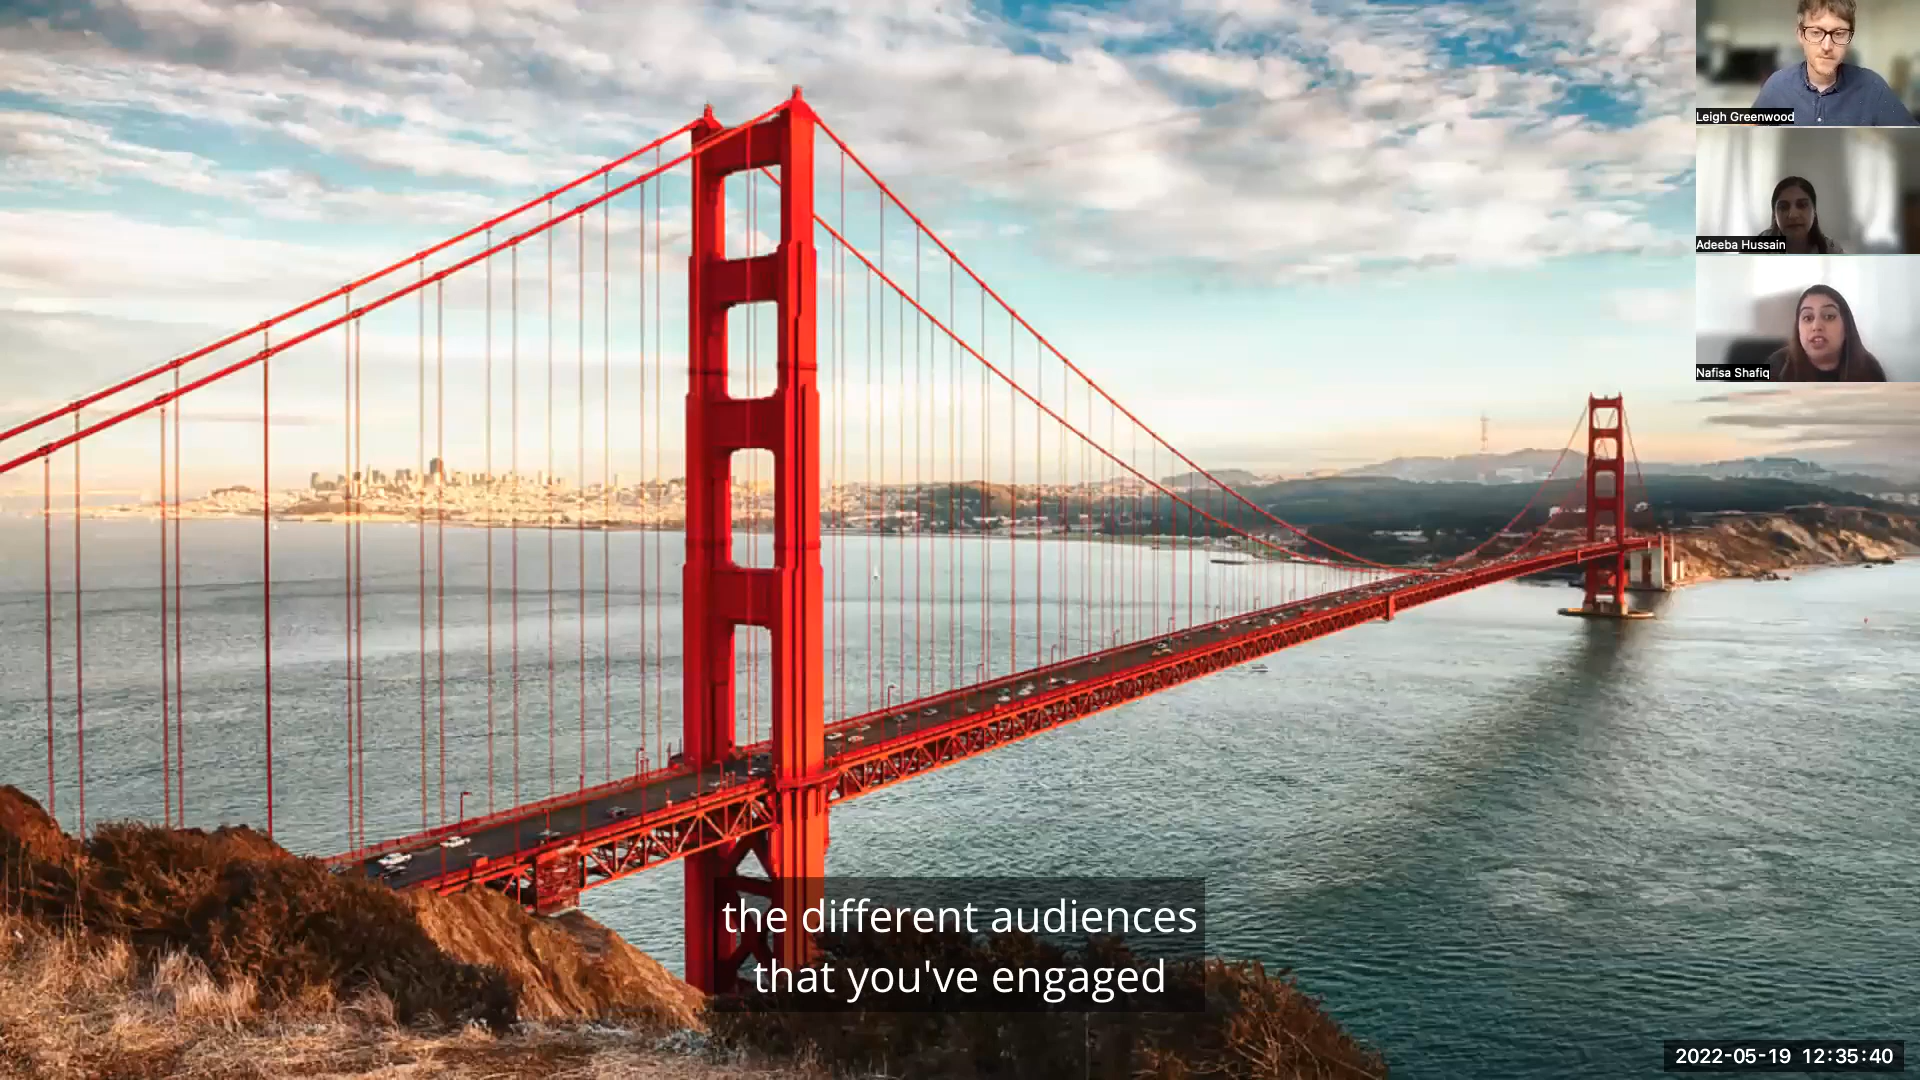 Leigh Greenwood
Adeeba Hussain
Nafisa Shafiq
the different audiences
that you've engaged
2022-05-19 12:35:40